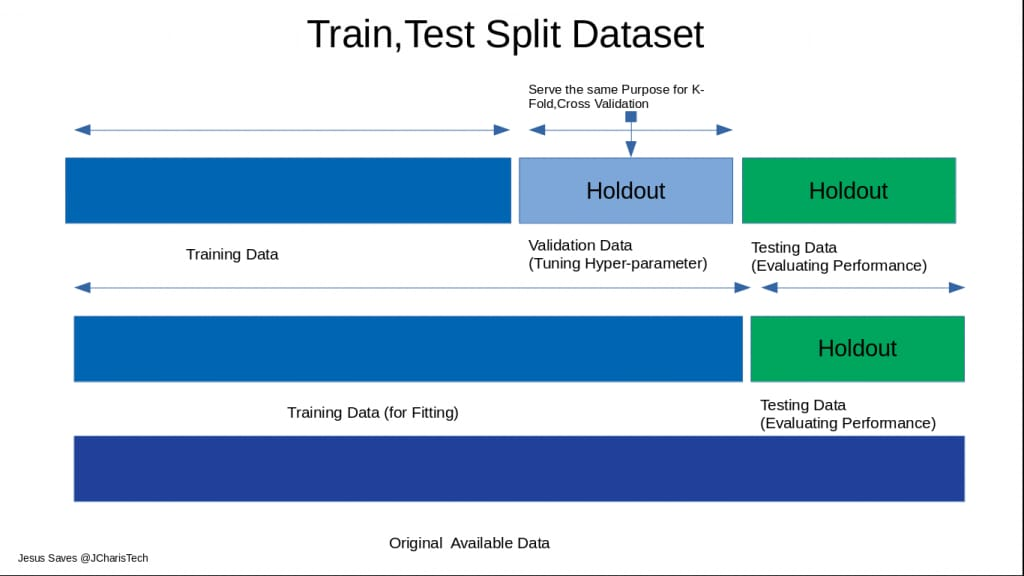 Train,Test Split Dataset
Serve the same Purpose for K-
Fold,Cross Validation
Holdout
Holdout
Training Data
Validation Data
(Tuning Hyper-parameter)
Testing Data
(Evaluating Performance)
Holdout
Training Data (for Fitting)
Testing Data
(Evaluating Performance)
Original  Available Data
Jesus Saves @JCharisTech